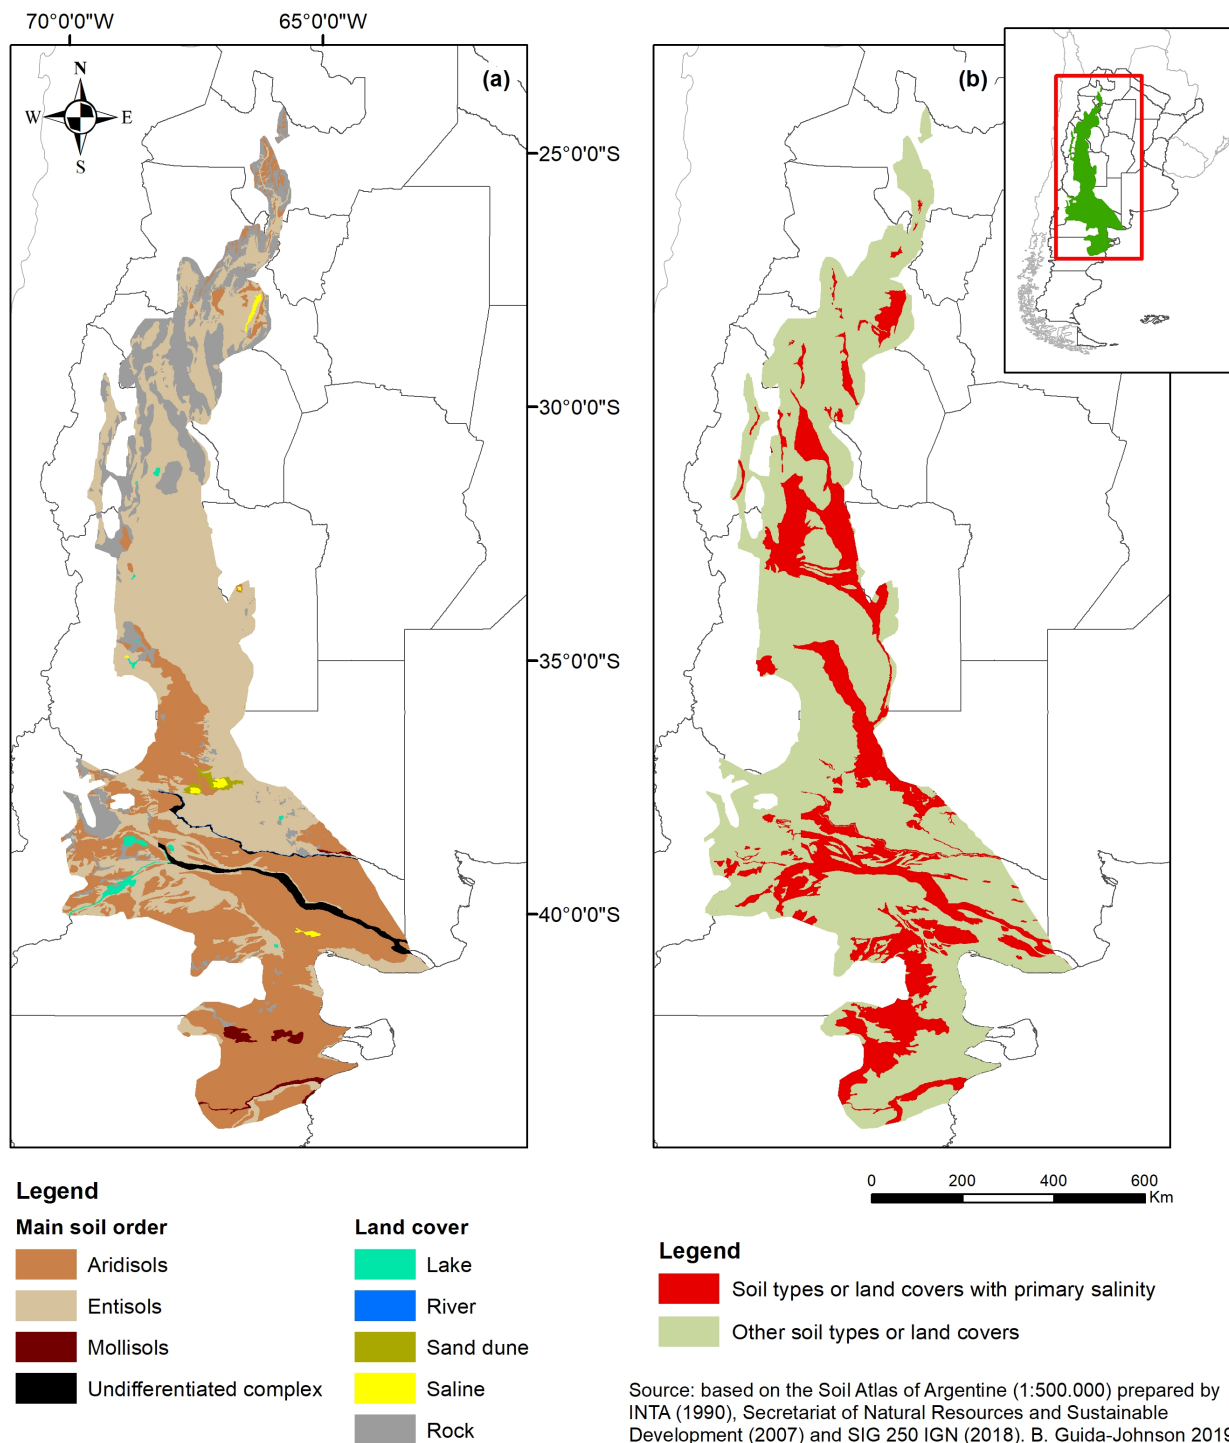 70°0'0"W
65°0'0"W
(a)
N
W
E
S
25°0'0"S
30°0'0"S
35°0'0"S
40°0'0"S
(b)
0 200 400 600
Km
Legend
Main soil order
Aridisols
Entisols
Mollisols
Undifferentiated complex
Land cover
Lake
River
Sand dune
Saline
Rock
Legend
Soil types or land covers with primary salinity
Other soil types or land covers
Source: based on the Soil Atlas of Argentine (1:500.000) prepared by
INTA (1990), Secretariat of Natural Resources and Sustainable
Development (2007) and SIG 250 IGN (2018). B. Guida-Johnson 2019